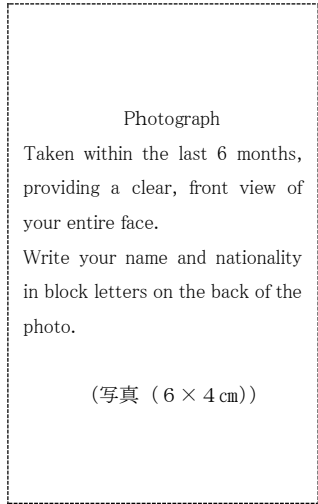 Photograph
Taken within the last 6 months,
providing a clear, front view of
your entire face.
Write your name and nationality
in block letters on the back of the
photo.
(写真（６×４㎝）)